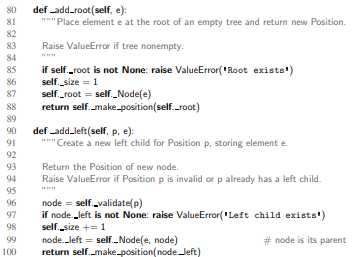 80 def _add_root(self, e):
81 """Place element e at the root of an empty tree and return new Position.
82
83 Raise ValueError if tree nonempty.
84 """
85 if self._root is not None: raise ValueError('Root exists')
86 self._size = 1
87 self._root = self._Node(e)
88 return self._make_position(self._root)
89
90 def _add_left(self, p, e):
91 """Create a new left child for Position p, storing element e.
92
93 Return the Position of new node.
94 Raise ValueError if Position p is invalid or p already has a left child.
95 """
96 node = self._validate(p)
97 if node._left is not None: raise ValueError('Left child exists')
98 self._size += 1
99 node._left = self._Node(e, node) # node is its parent
100 return self._make_position(node._left)